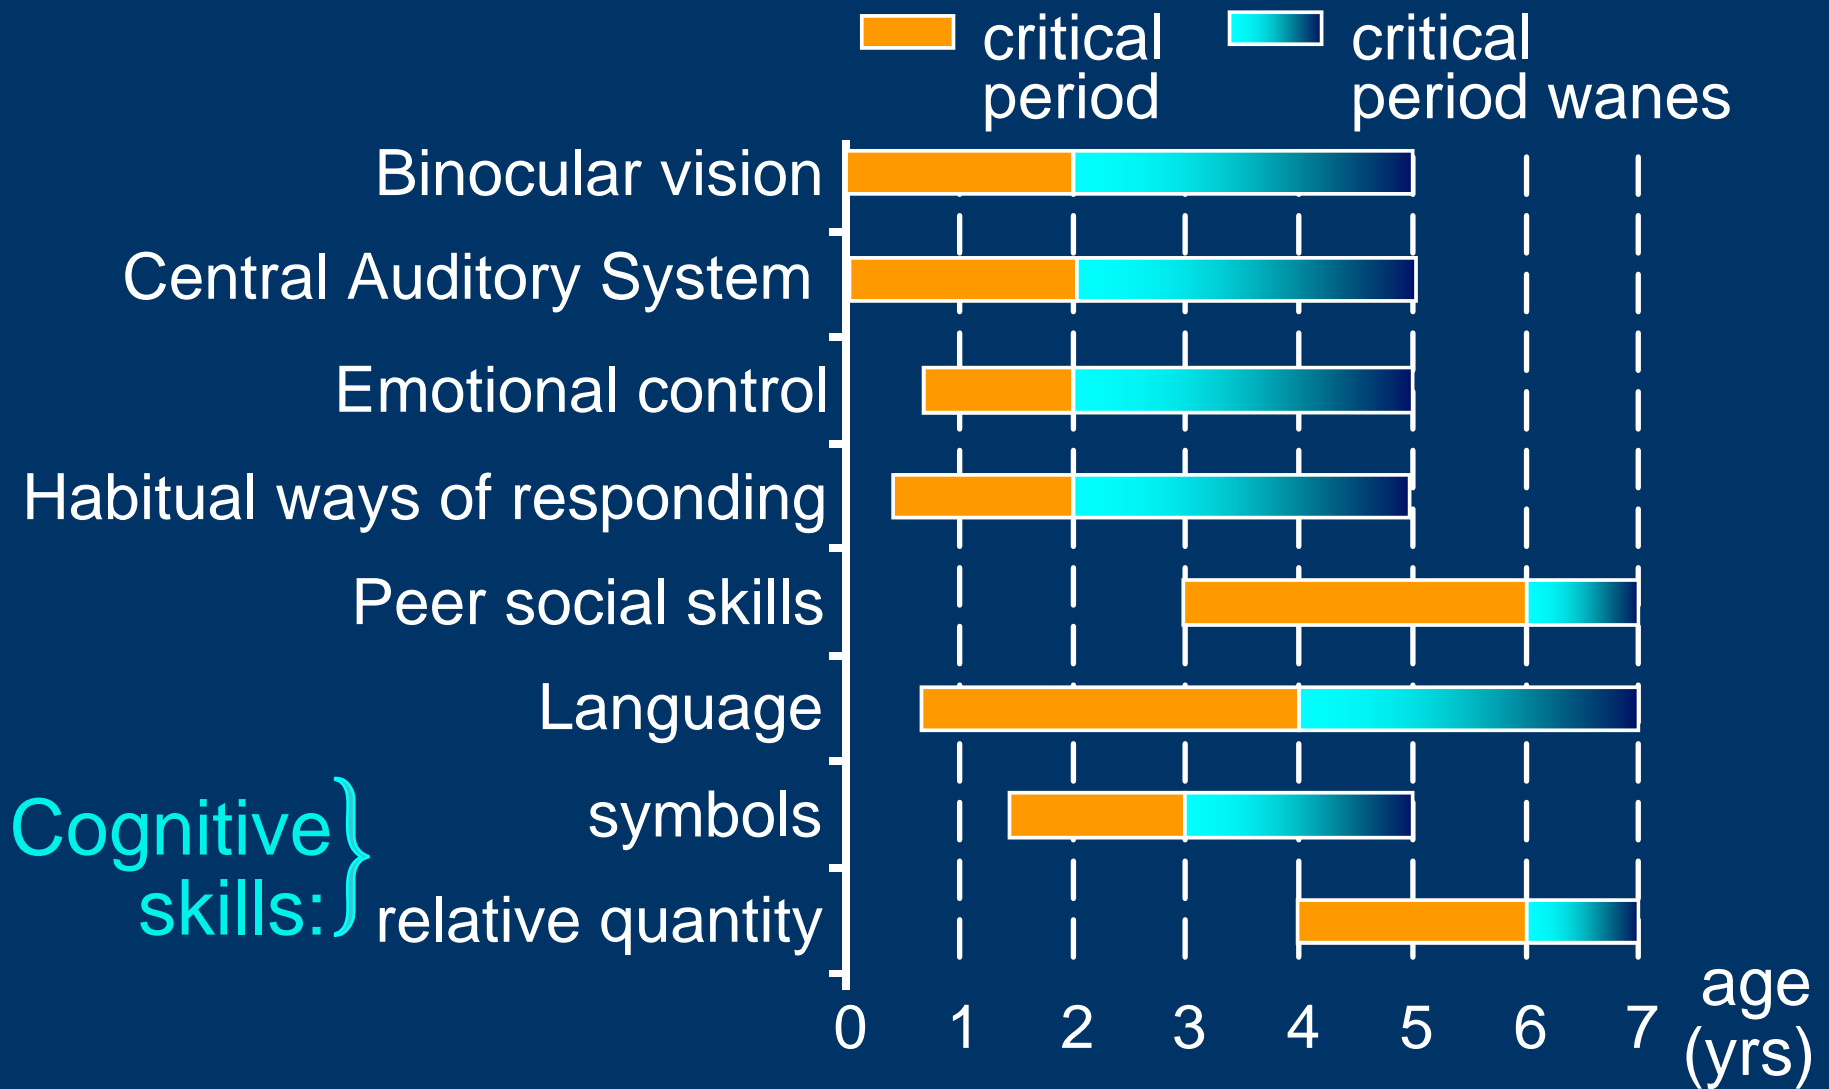 critical
period
critical
period wanes
Binocular vision
Central Auditory System
Emotional control
Habitual ways of responding
Peer social skills
Language
Cognitive
skills:
symbols
relative quantity
0 1 2 3 4 5 6 7
age
(yrs)